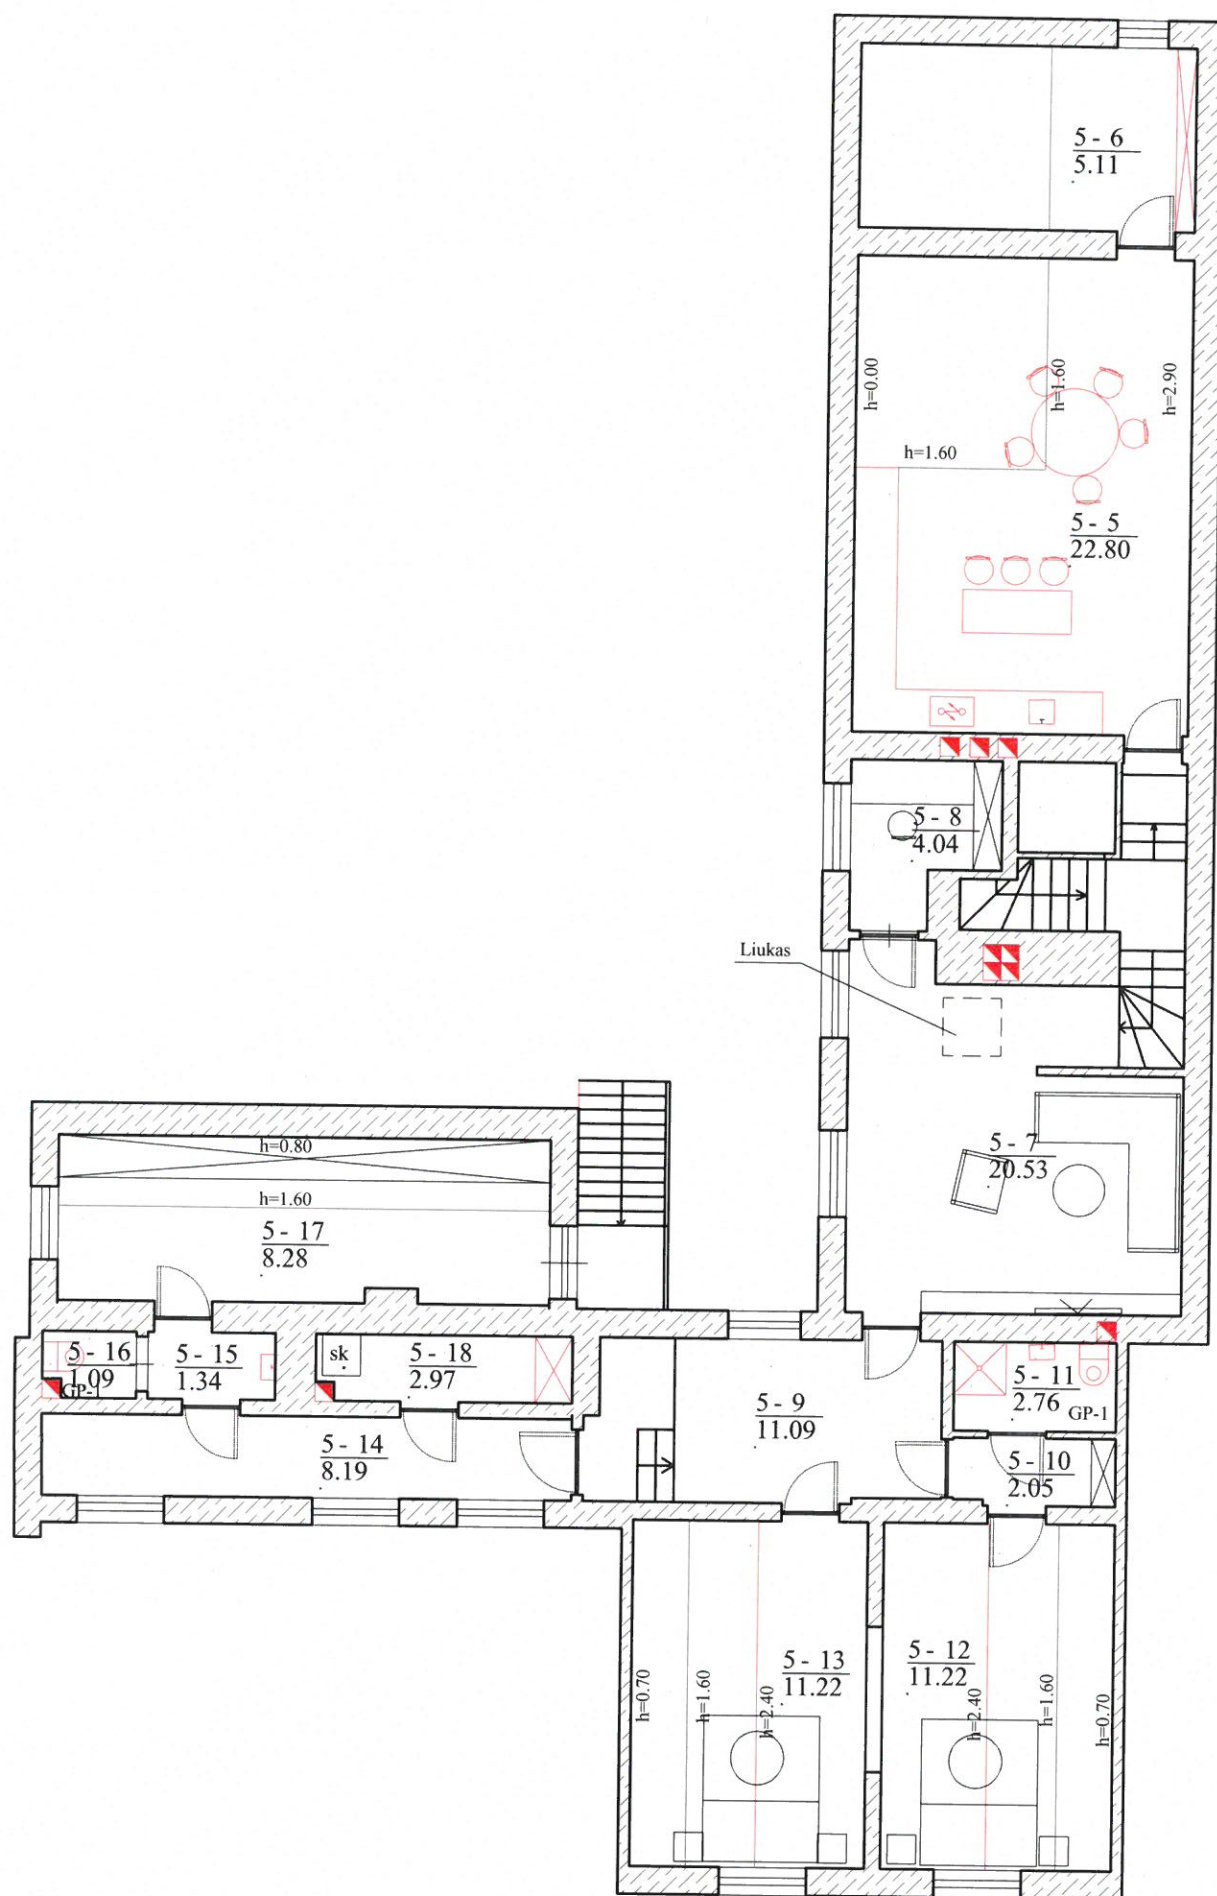 5- 6
5.11
h=0.00
h=1.60
h=2.90
h=1.60
5- 5
22.80
5- 8
4.04
Liukas
5- 7
20.53
h=0.80
h=1.60
5- 17
8.28
5- 16
1.09
GP-1
5- 15
1.34
sk
5- 18
2.97
5- 9
11.09
5- 11
2.76
GP-1
5- 14
8.19
5- 10
2.05
5- 13
11.22
5- 12
11.22
h=0.70
h=1.60
h=2.40
h=2.40
h=1.60
h=0.70